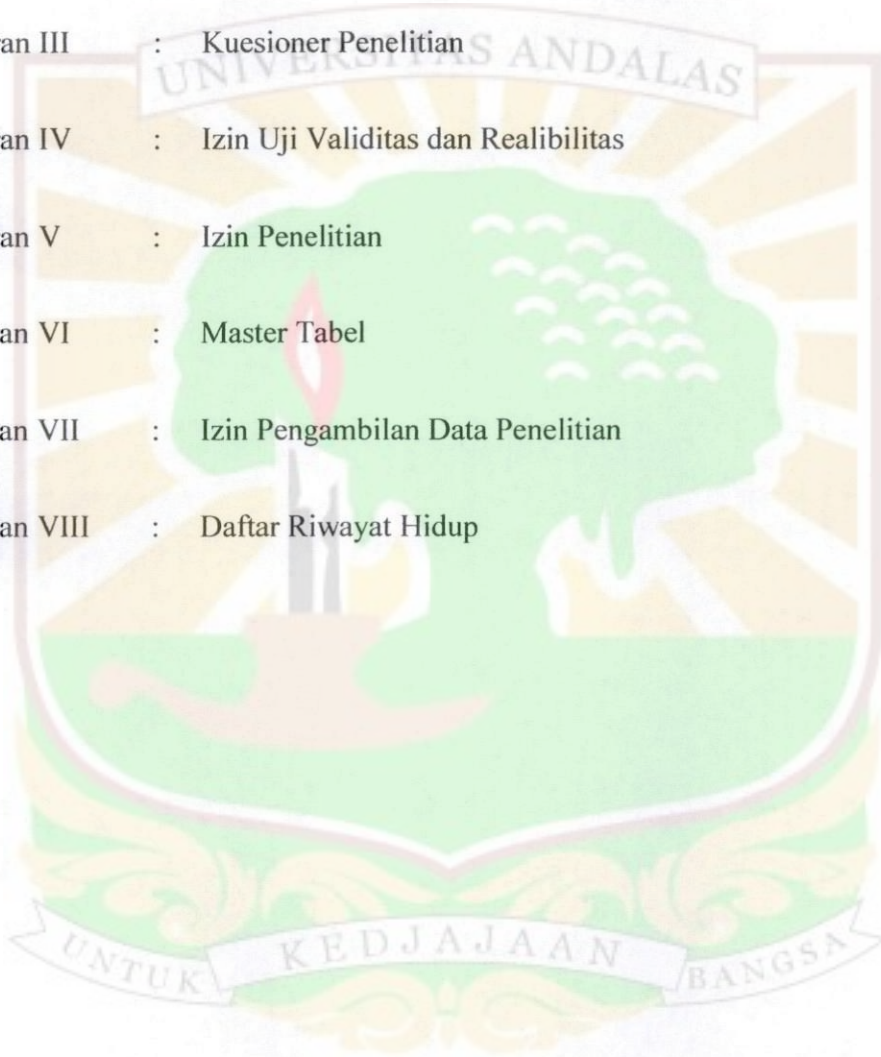 UNIVERSITAS ANDALAS
an III : Kuesioner Penelitian
an IV : Izin Uji Validitas dan Realibilitas
an V : Izin Penelitian
an VI : Master Tabel
an VII : Izin Pengambilan Data Penelitian
an VIII : Daftar Riwayat Hidup
UNTUK KEDJAJAAN BANGSA